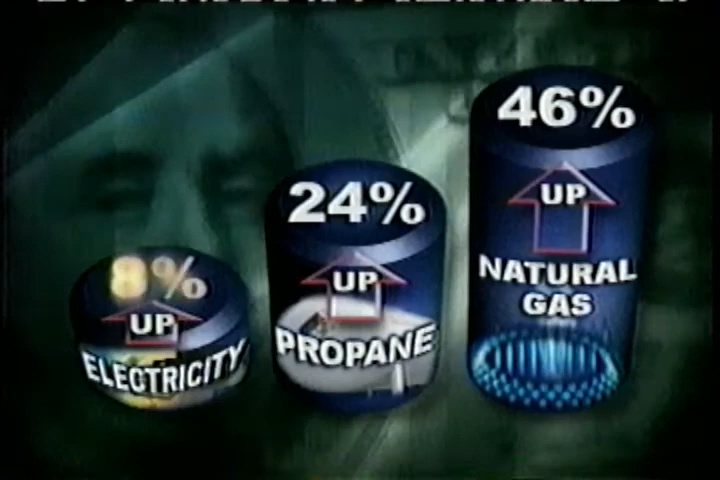 8%
UP
ELECTRICITY
24%
UP
PROPANE
46%
UP
NATURAL
GAS